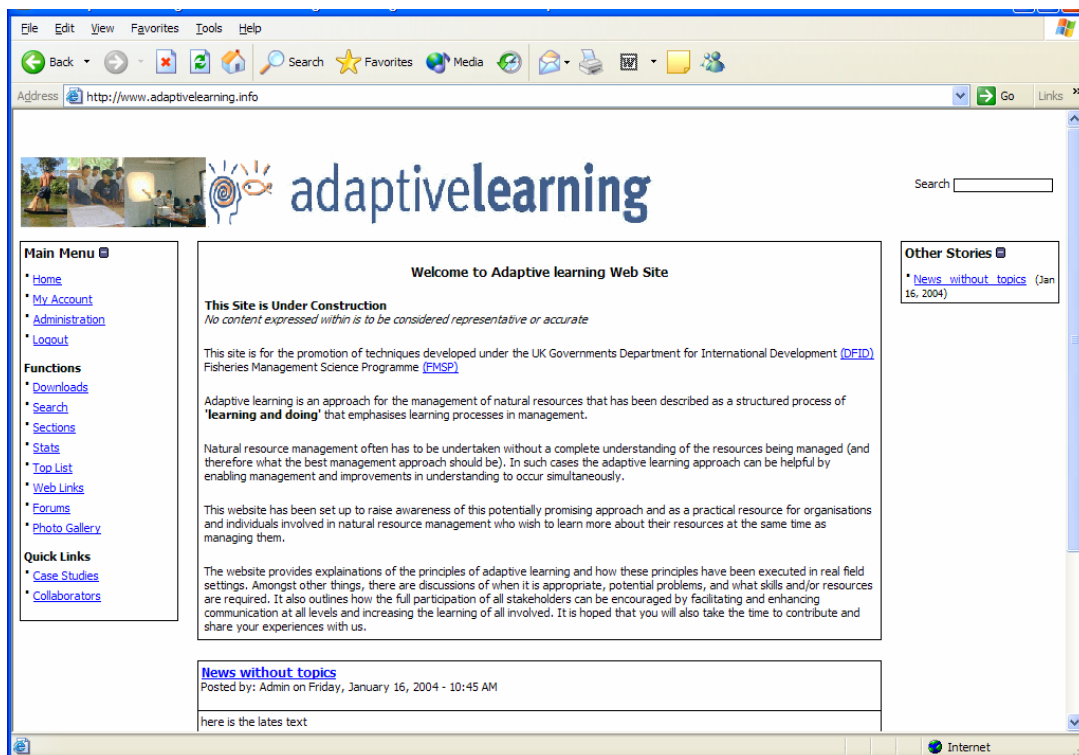 File Edit View Favorites Tools Help
Back Search Favorites Media
Address http://www.adaptivelearning.info Go Links »
adaptivelearning
Search
Main Menu
Home
My Account
Administration
Logout
Functions
Downloads
Search
Sections
Stats
Top List
Web Links
Forums
Photo Gallery
Quick Links
Case Studies
Collaborators
Welcome to Adaptive learning Web Site
This Site is Under Construction
No content expressed within is to be considered representative or accurate
This site is for the promotion of techniques developed under the UK Governments Department for International Development (DFID)
Fisheries Management Science Programme (FMSP)
Adaptive learning is an approach for the management of natural resources that has been described as a structured process of
'learning and doing' that emphasises learning processes in management.
Natural resource management often has to be undertaken without a complete understanding of the resources being managed (and
therefore what the best management approach should be). In such cases the adaptive learning approach can be helpful by
enabling management and improvements in understanding to occur simultaneously.
This website has been set up to raise awareness of this potentially promising approach and as a practical resource for organisations
and individuals involved in natural resource management who wish to learn more about their resources at the same time as
managing them.
The website provides explainations of the principles of adaptive learning and how these principles have been executed in real field
settings. Amongst other things, there are discussions of when it is appropriate, potential problems, and what skills and/or resources
are required. It also outlines how the full participation of all stakeholders can be encouraged by facilitating and enhancing
communication at all levels and increasing the learning of all involved. It is hoped that you will also take the time to contribute and
share your experiences with us.
News without topics
Posted by: Admin on Friday, January 16, 2004 - 10:45 AM
here is the lates text
Other Stories
News without topics (Jan
16, 2004)
Internet